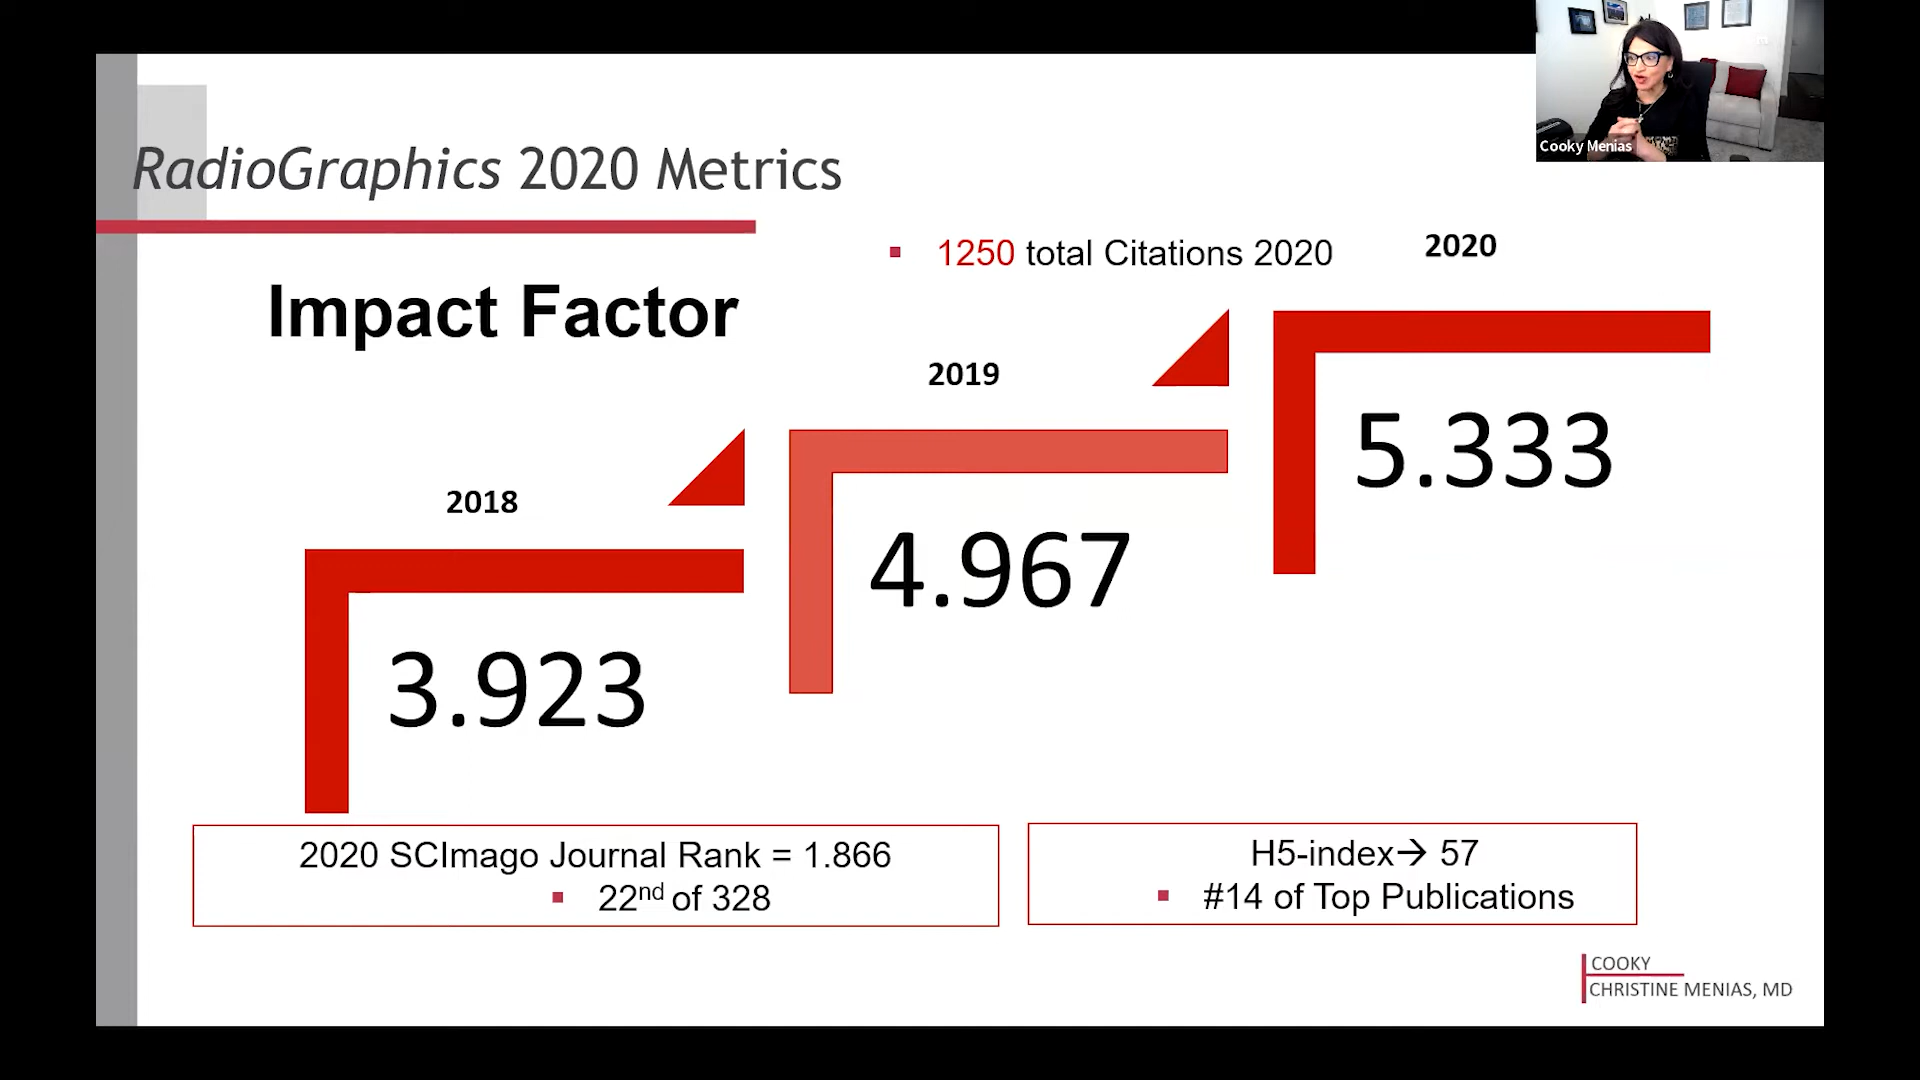 Cooky Menias
RadioGraphics 2020 Metrics
1250 total Citations 2020
2020
Impact Factor
2019
5.333
2018
4.967
3.923
2020 SCImago Journal Rank = 1.866
22nd of 328
H5-index→ 57
#14 of Top Publications
COOKY
CHRISTINE MENIAS, MD